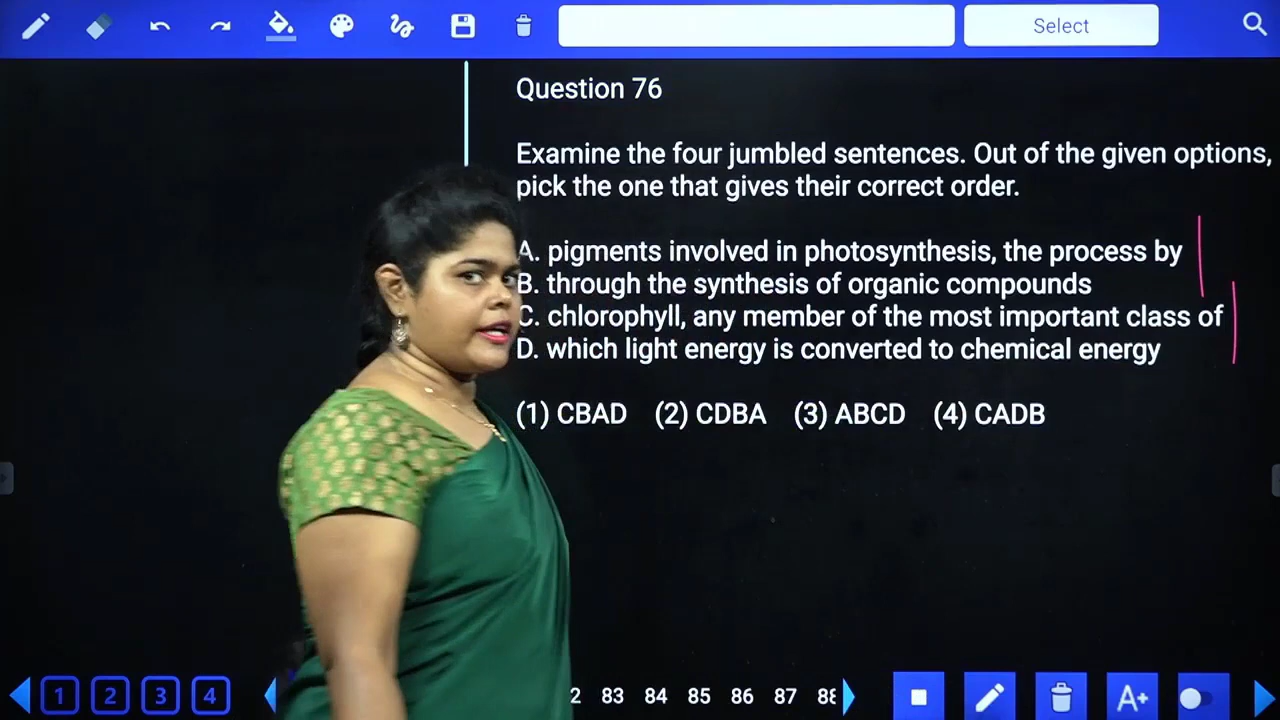 Select
Question 76
Examine the four jumbled sentences. Out of the given options,
pick the one that gives their correct order.
A. pigments involved in photosynthesis, the process by
B. through the synthesis of organic compounds
C. chlorophyll, any member of the most important class of
D. which light energy is converted to chemical energy
(1) CBAD (2) CDBA (3) ABCD (4) CADB
1 2 3 4 2 83 84 85 86 87 88 A+